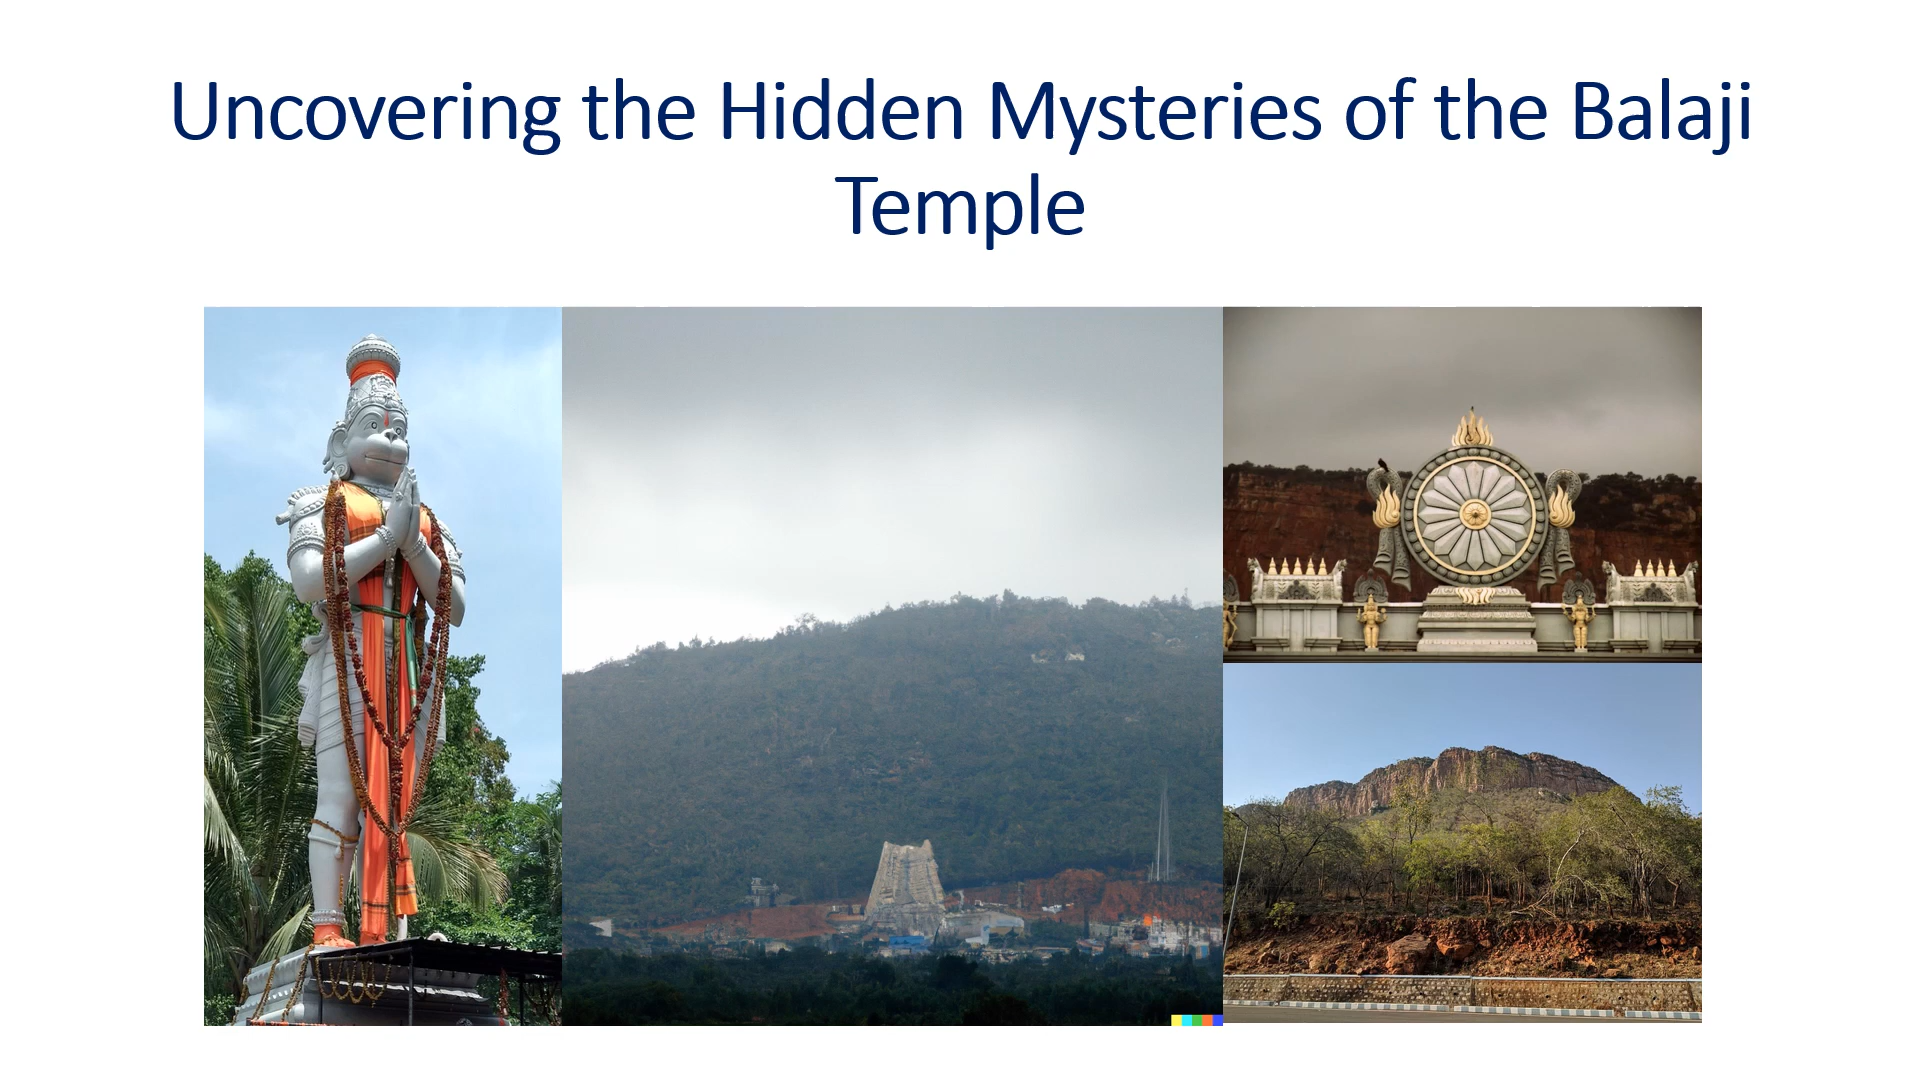 Uncovering the Hidden Mysteries of the Balaji
Temple